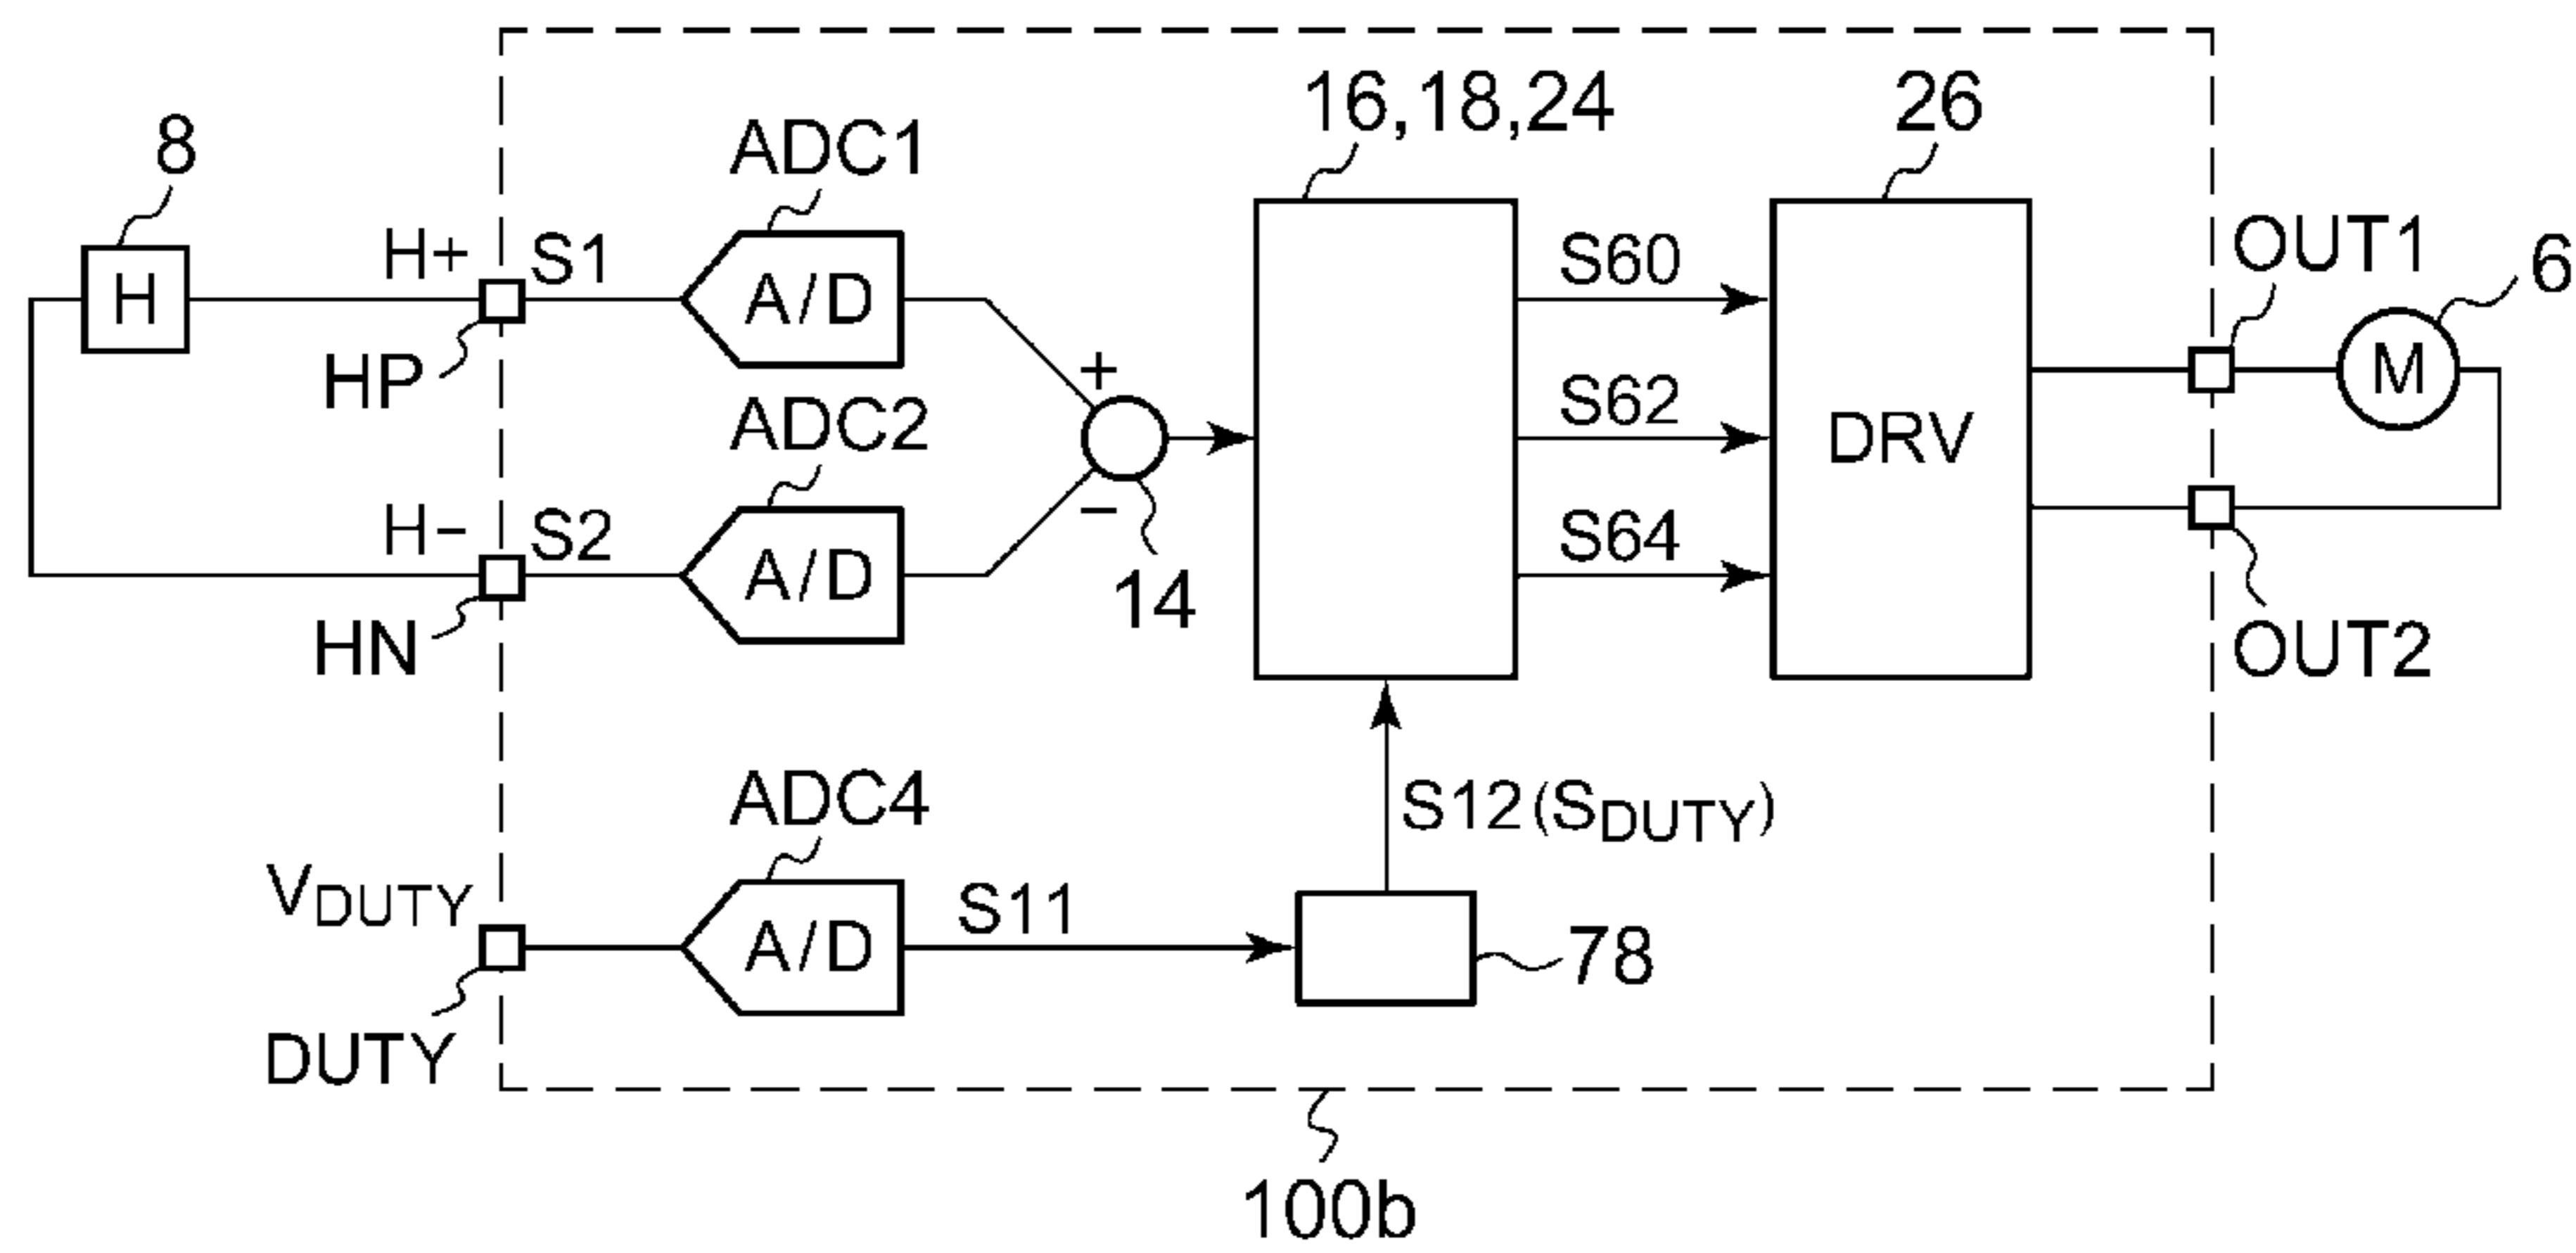 16,18,24
26
8
ADC1
H+
S1
S60
OUT1
6
H
A/D
M
HP
+
ADC2
S62
DRV
H−
S2
−
S64
A/D
14
HN
OUT2
ADC4
S12(SDUTY)
VDUTY
S11
A/D
78
DUTY
100b